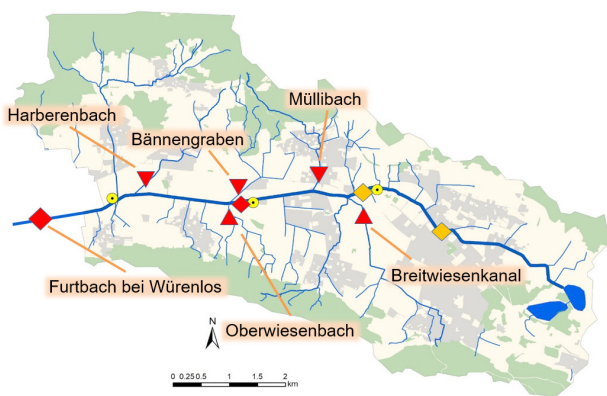 Müllibach
Harberenbach
Bännengraben
Furtbach bei Würenlos
Breitwiesenkanal
Oberwiesenbach
N
0 0.25 0.5 1 1.5 2
km